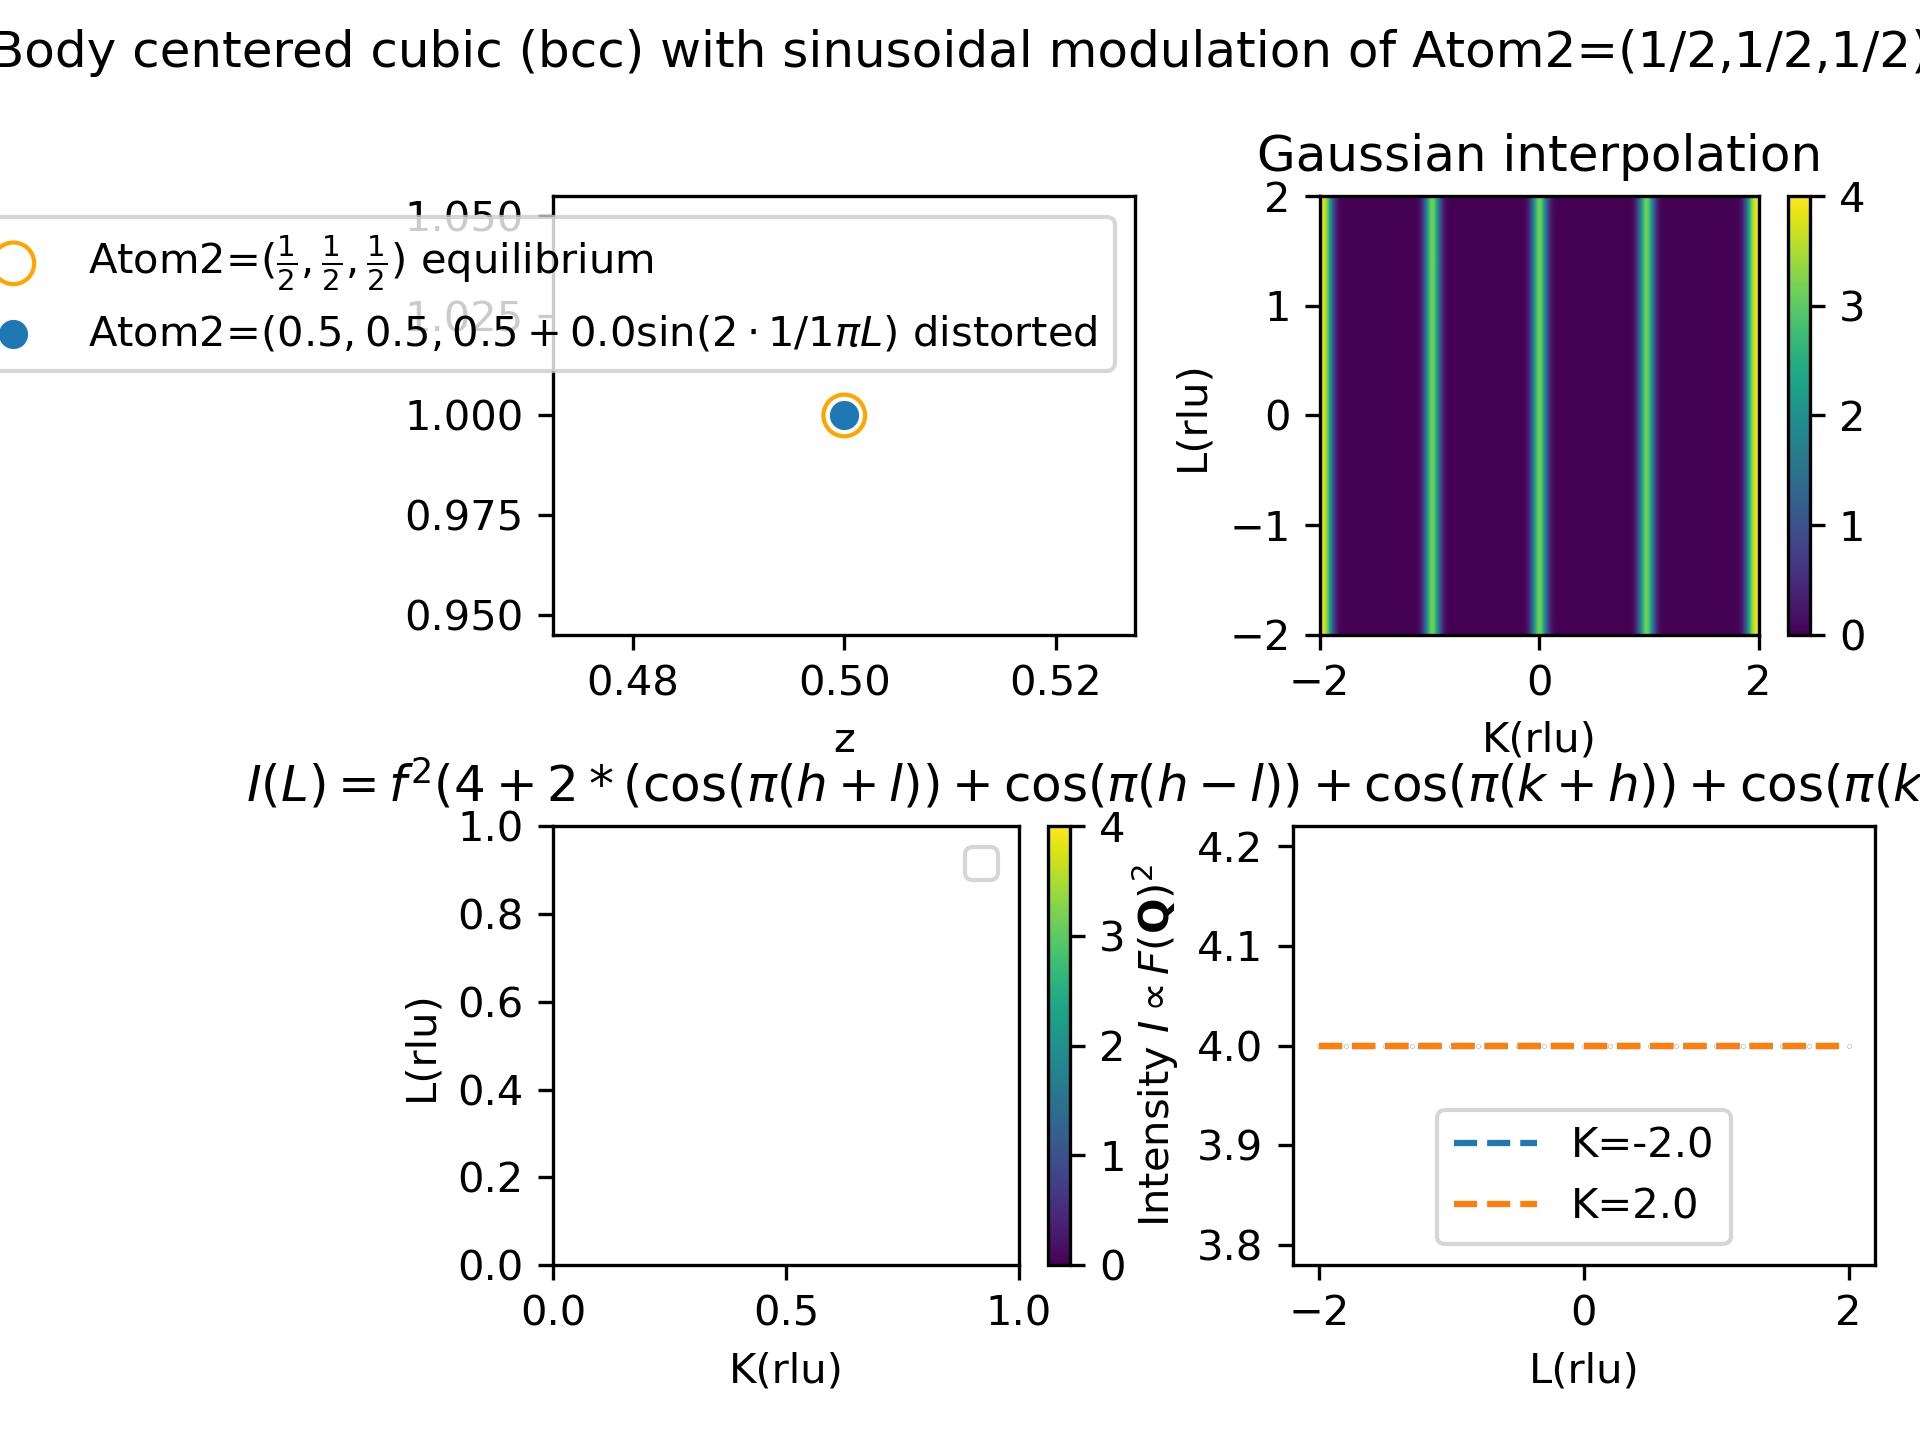 Body centered cubic (bcc) with sinusoidal modulation of Atom2=(1/2,1/2,1/2)
1.050
1.025
1.000
0.975
0.950
Atom2=(1/2, 1/2, 1/2) equilibrium
Atom2=(0.5, 0.5, 0.5 + 0.0sin(2 · 1/1πL) distorted
0.48 0.50 0.52
z
Gaussian interpolation
L(rlu)
2
1
0
−1
−2
−2 0 2
K(rlu)
4
3
2
1
0
I(L) = f²(4 + 2 * (cos(π(h + l)) + cos(π(h − l)) + cos(π(k + h)) + cos(π(k
L(rlu)
1.0
0.8
0.6
0.4
0.2
0.0
0.0 0.5 1.0
K(rlu)
4
3
2
1
0
Intensity I ∝ F(Q)²
4.2
4.1
4.0
3.9
3.8
K=-2.0
K=2.0
−2 0 2
L(rlu)